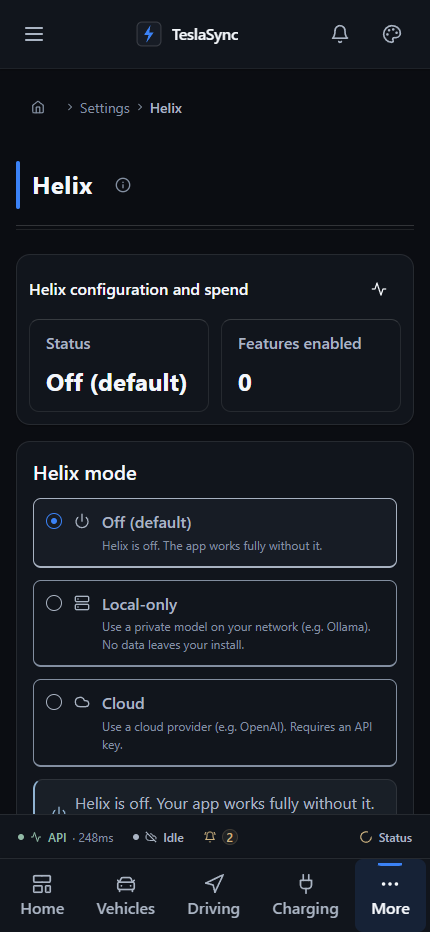 TeslaSync
Settings
Helix
Helix
Helix configuration and spend
Status
Off (default)
Features enabled
0
Helix mode
Off (default)
Helix is off. The app works fully without it.
Local-only
Use a private model on your network (e.g. Ollama).
No data leaves your install.
Cloud
Use a cloud provider (e.g. OpenAI). Requires an API
key.
Helix is off. Your app works fully without it.
API · 248ms
Idle
2
Status
Home
Vehicles
Driving
Charging
More